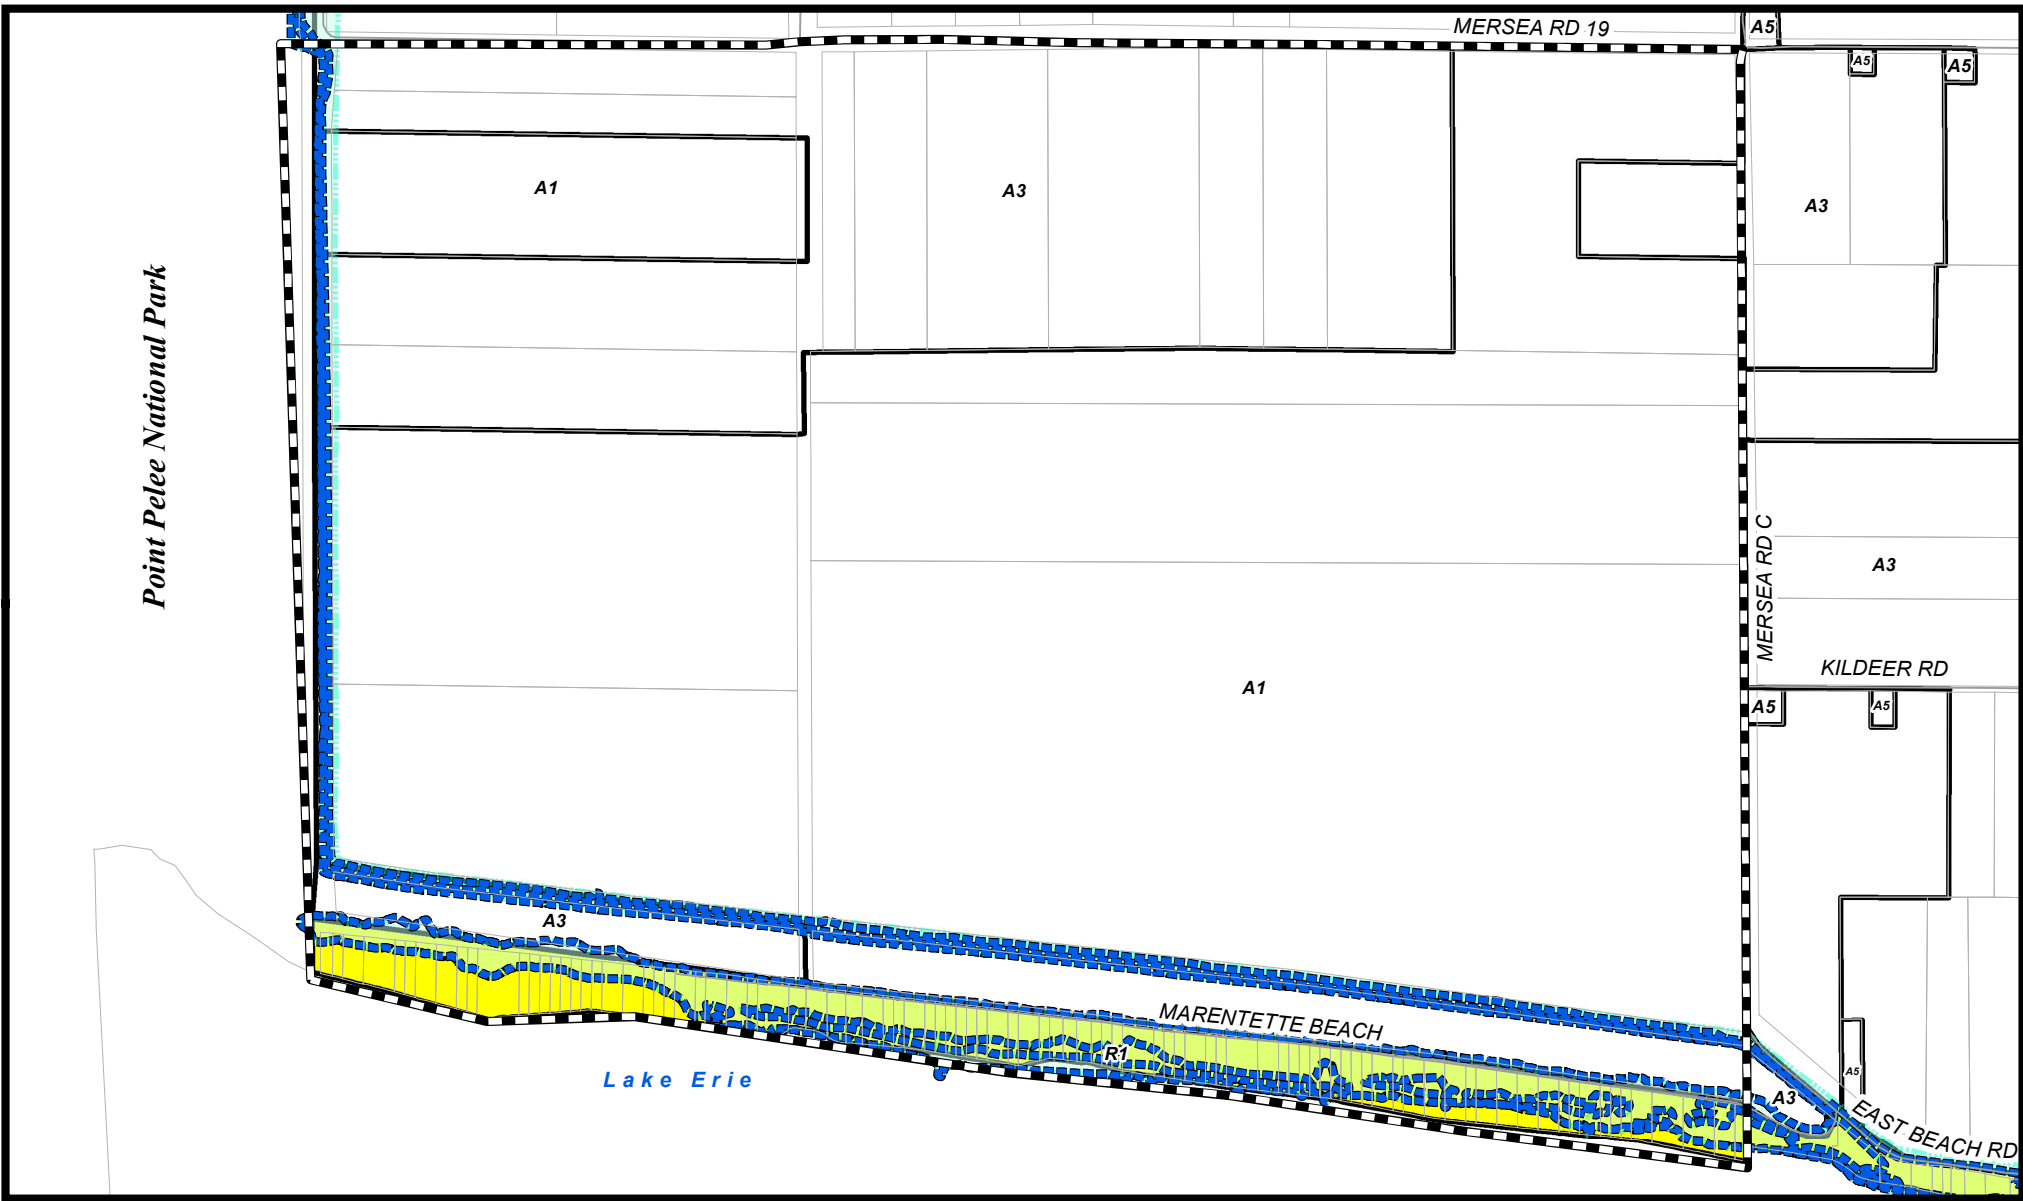 MERSEA RD 19
A5
A5
A5
A1
A3
A3
Point Pelee National Park
MERSEA RD C
A3
KILDEER RD
A1
A5
A5
A3
MARENTETTE BEACH
R1
Lake Erie
A5
A3
EAST BEACH RD